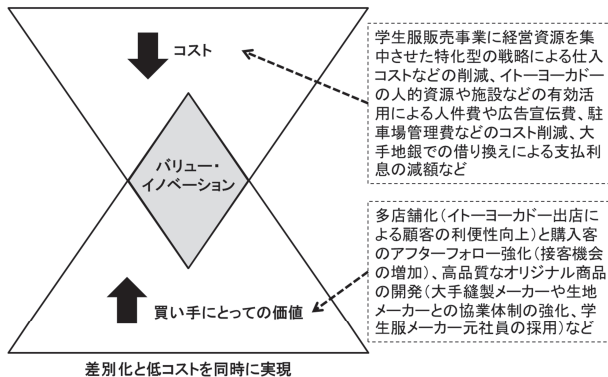 コスト
学生服販売事業に経営資源を集
中させた特化型の戦略による仕入
コストなどの削減、イトーヨーカドー
の人的資源や施設などの有効活
用による人件費や広告宣伝費、駐
車場管理費などのコスト削減、大
手地銀での借り換えによる支払利
息の減額など
バリュー・
イノベーション
多店舗化(イトーヨーカドー出店に
よる顧客の利便性向上)と購入客
のアフターフォロー強化(接客機会
の増加)、高品質なオリジナル商品
の開発(大手縫製メーカーや生地
メーカーとの協業体制の強化、学
生服メーカー元社員の採用)など
買い手にとっての価値
差別化と低コストを同時に実現